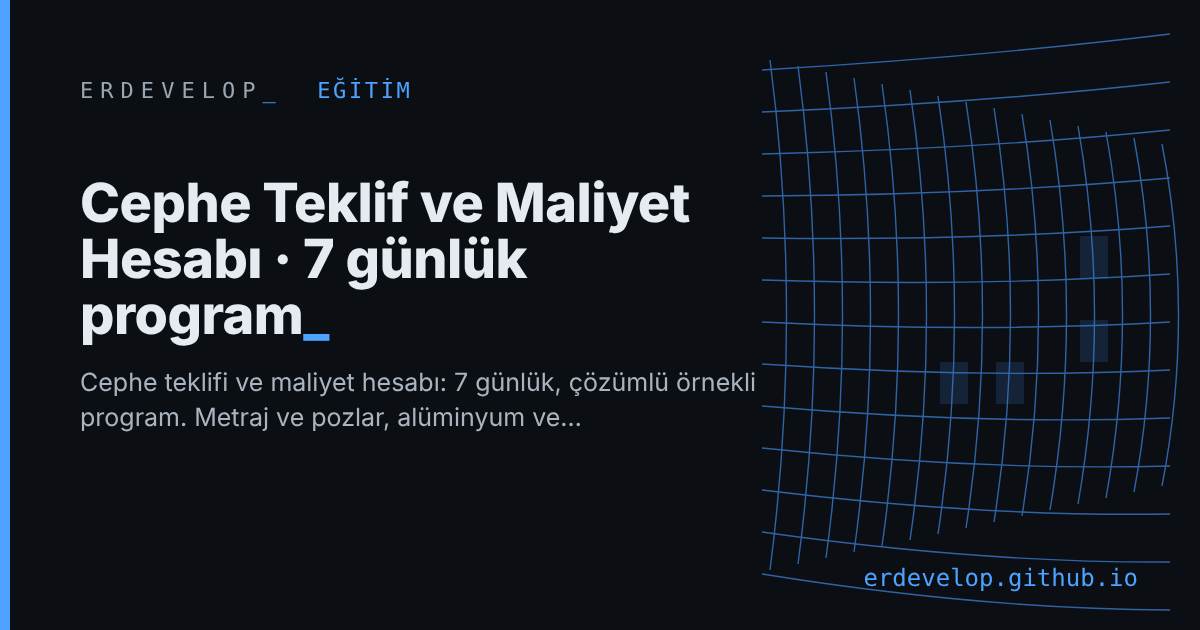 ERDEVELOP_ EĞİTİM
Cephe Teklif ve Maliyet
Hesabı · 7 günlük
program_
Cephe teklifi ve maliyet hesabı: 7 günlük, çözümlü örnekli
program. Metraj ve pozlar, alüminyum ve...
erdevelop.github.io